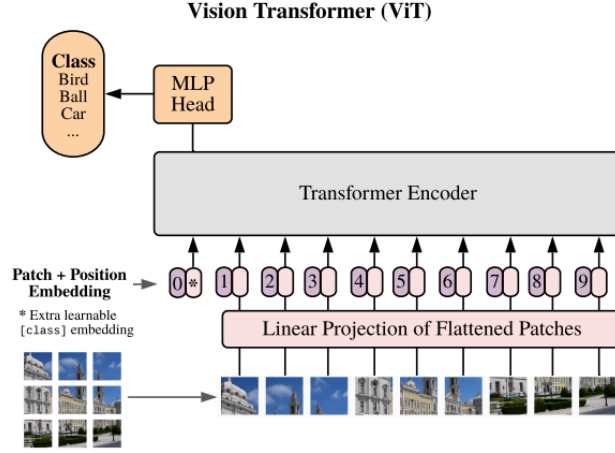 Vision Transformer (ViT)
Class
Bird
Ball
Car
...
MLP
Head
Transformer Encoder
Patch + Position
Embedding
0 * 1 2 3 4 5 6 7 8 9
* Extra learnable
[class] embedding
Linear Projection of Flattened Patches